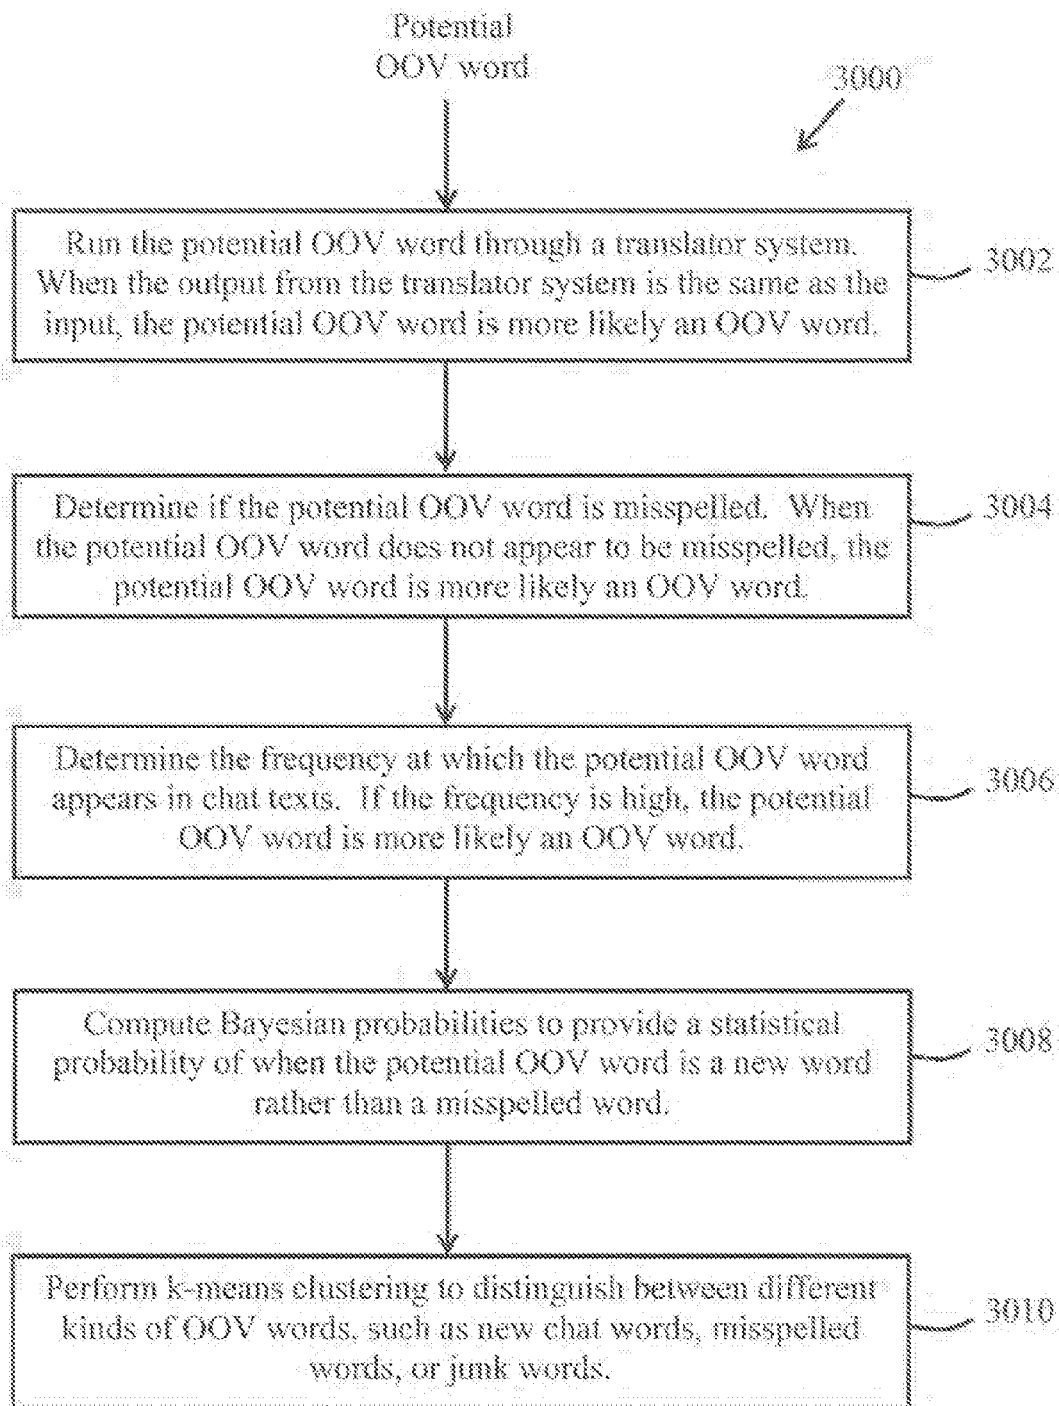 Potential
OOV word
3000
Run the potential OOV word through a translator system.
When the output from the translator system is the same as the
input, the potential OOV word is more likely an OOV word.
3002
Determine if the potential OOV word is misspelled. When
the potential OOV word does not appear to be misspelled, the
potential OOV word is more likely an OOV word.
3004
Determine the frequency at which the potential OOV word
appears in chat texts. If the frequency is high, the potential
OOV word is more likely an OOV word.
3006
Compute Bayesian probabilities to provide a statistical
probability of when the potential OOV word is a new word
rather than a misspelled word.
3008
Perform k-means clustering to distinguish between different
kinds of OOV words, such as new chat words, misspelled
words, or junk words.
3010